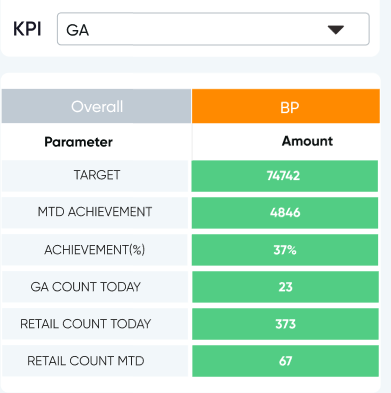 KPI GA
Overall BP
Parameter Amount
TARGET 74742
MTD ACHIEVEMENT 4846
ACHIEVEMENT(%) 37%
GA COUNT TODAY 23
RETAIL COUNT TODAY 373
RETAIL COUNT MTD 67